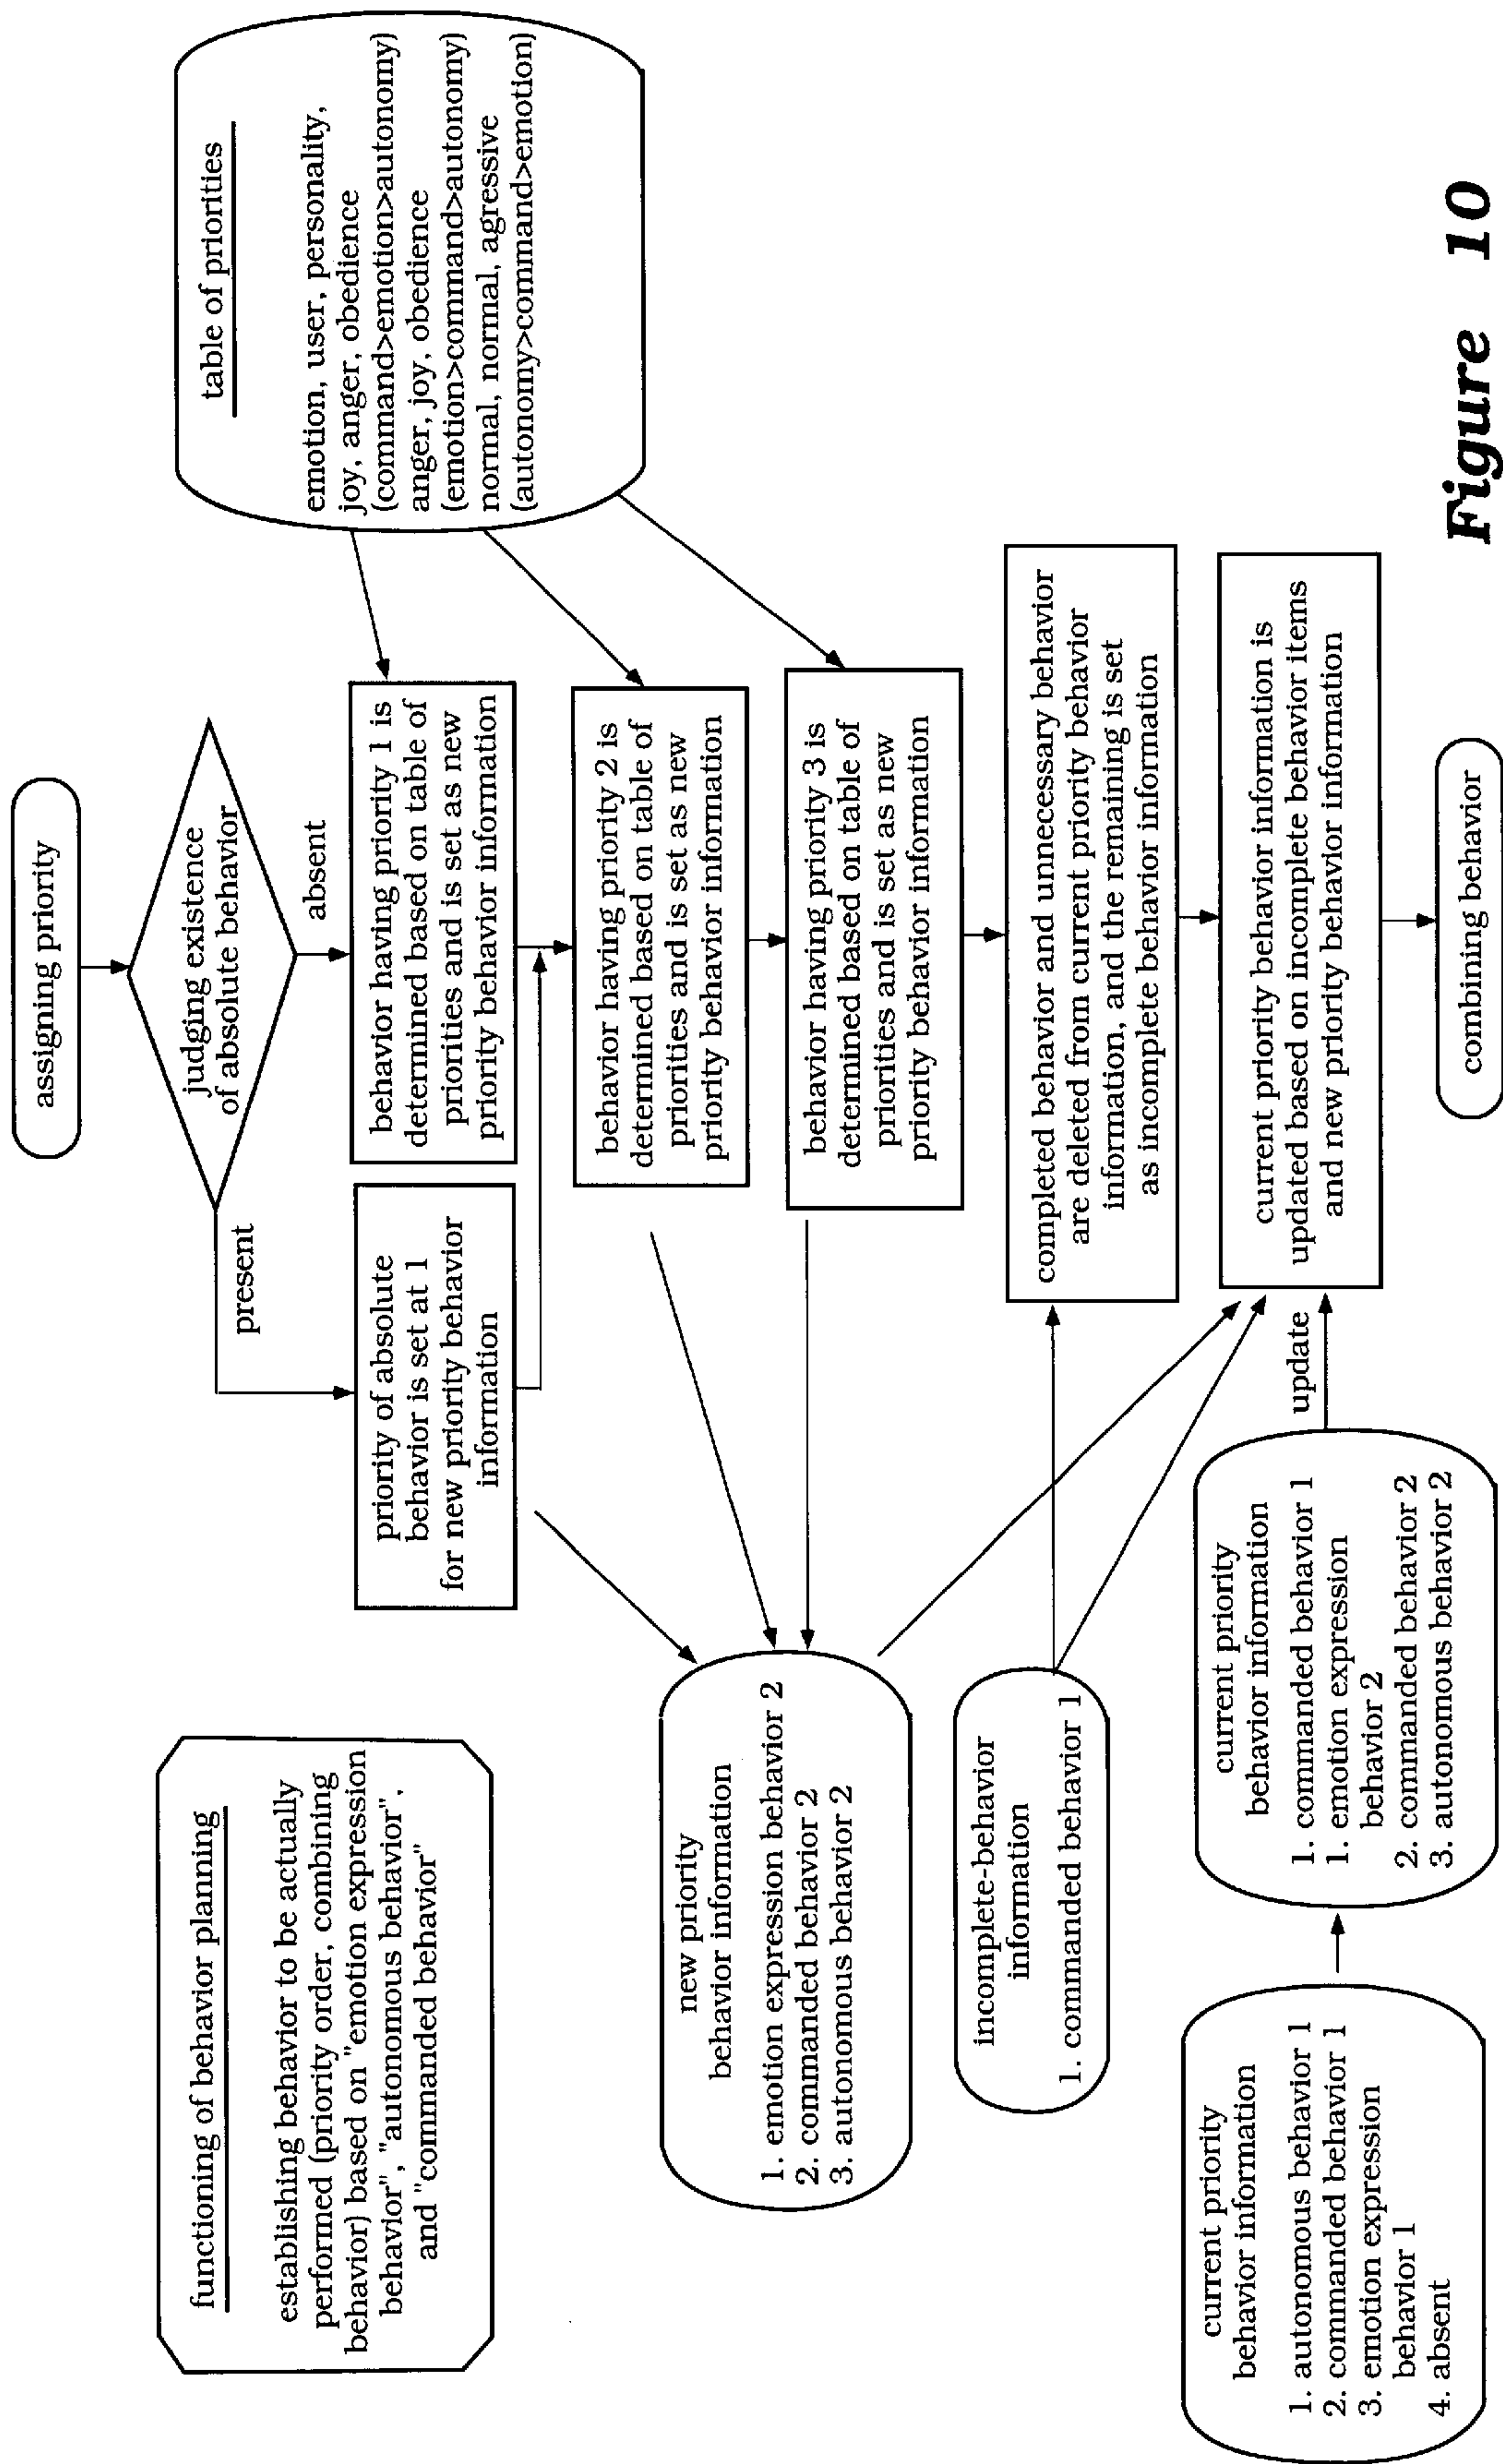 functioning of behavior planning
establishing behavior to be actually
performed (priority order, combining
behavior) based on "emotion expression
behavior", "autonomous behavior",
and "commanded behavior"
assigning priority
judging existence
of absolute behavior
present
absent
priority of absolute
behavior is set at 1
for new priority behavior
information
behavior having priority 1 is
determined based on table of
priorities and is set as new
priority behavior information
table of priorities
emotion, user, personality,
joy, anger, obedience
(command>emotion>autonomy)
anger, joy, obedience
(emotion>command>autonomy)
normal, normal, agressive
(autonomy>command>emotion)
new priority
behavior information
1. emotion expression behavior 2
2. commanded behavior 2
3. autonomous behavior 2
behavior having priority 2 is
determined based on table of
priorities and is set as new
priority behavior information
behavior having priority 3 is
determined based on table of
priorities and is set as new
priority behavior information
incomplete-behavior
information
1. commanded behavior 1
completed behavior and unnecessary behavior
are deleted from current priority behavior
information, and the remaining is set
as incomplete behavior information
current priority
behavior information
1. autonomous behavior 1
2. commanded behavior 1
3. emotion expression
behavior 1
4. absent
current priority
behavior information
1. commanded behavior 1
1. emotion expression
behavior 2
2. commanded behavior 2
3. autonomous behavior 2
update
current priority behavior information is
updated based on incomplete behavior items
and new priority behavior information
combining behavior
Figure 10